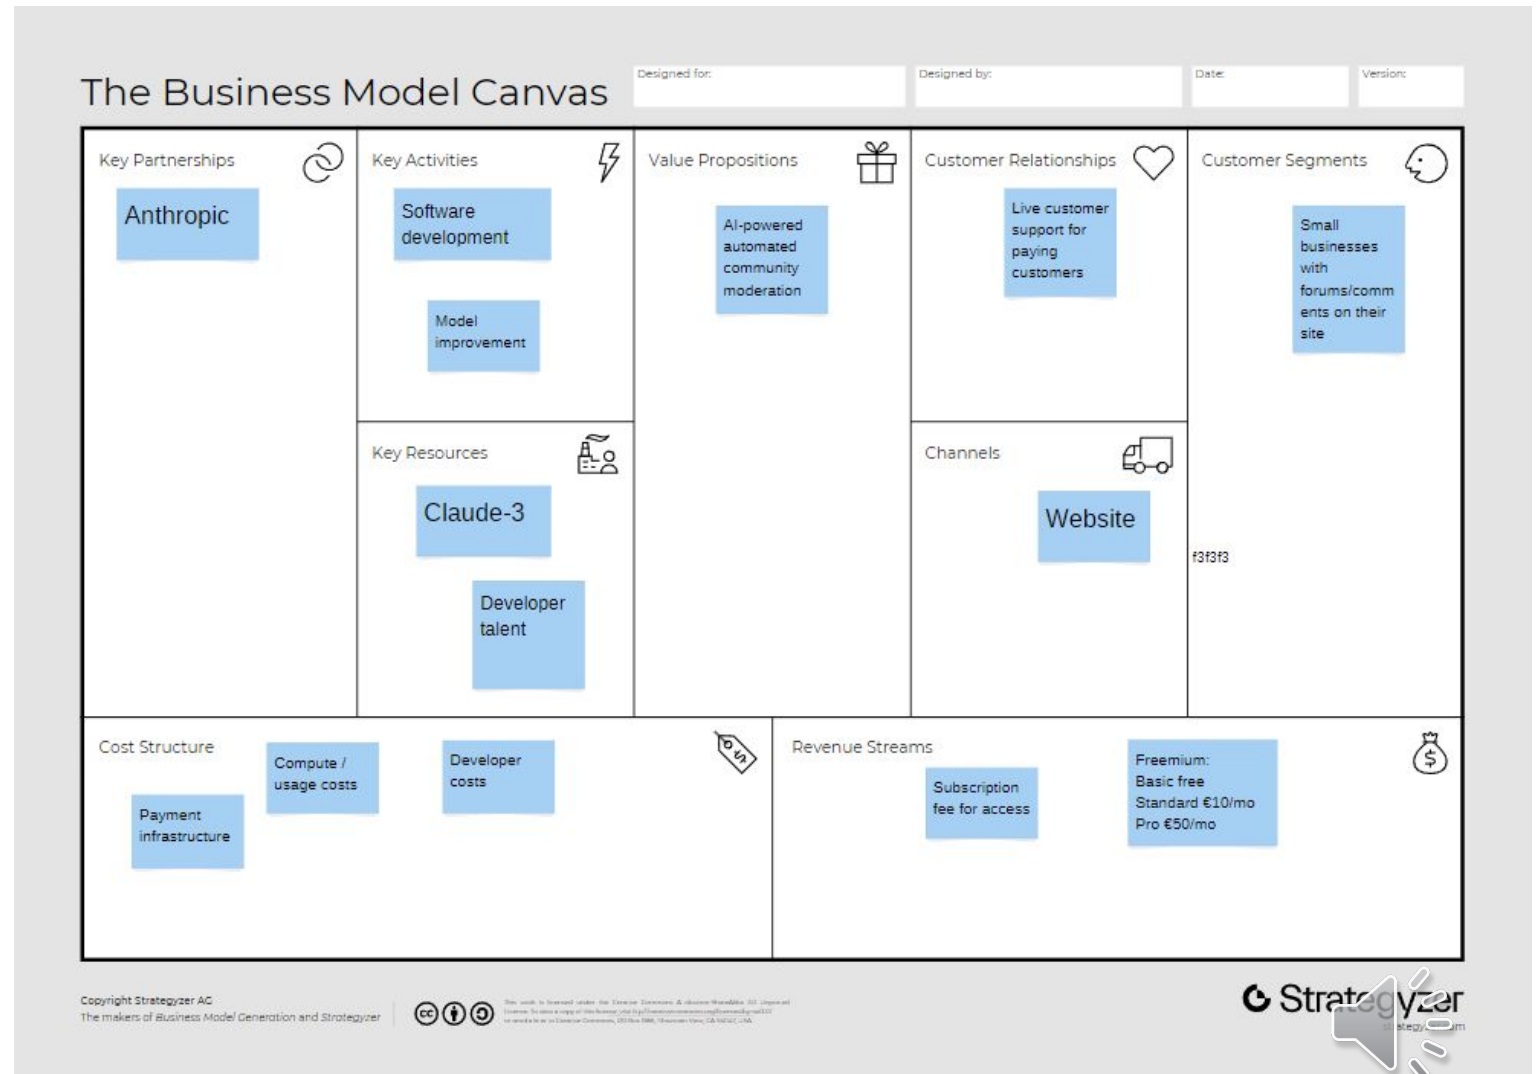 The Business Model Canvas
Designed for:
Designed by:
Date:
Version:
Key Partnerships
Anthropic
Key Activities
Software
development
Model
improvement
Key Resources
Claude-3
Developer
talent
Value Propositions
AI-powered
automated
community
moderation
Customer Relationships
Live customer
support for
paying
customers
Channels
Website
Customer Segments
Small
businesses
with
forums/comm
ents on their
site
f3f3f3
Cost Structure
Payment
infrastructure
Compute /
usage costs
Developer
costs
Revenue Streams
Subscription
fee for access
Freemium:
Basic free
Standard €10/mo
Pro €50/mo
Copyright Strategyzer AG
The makers of Business Model Generation and Strategyzer
cc
Strategyzer